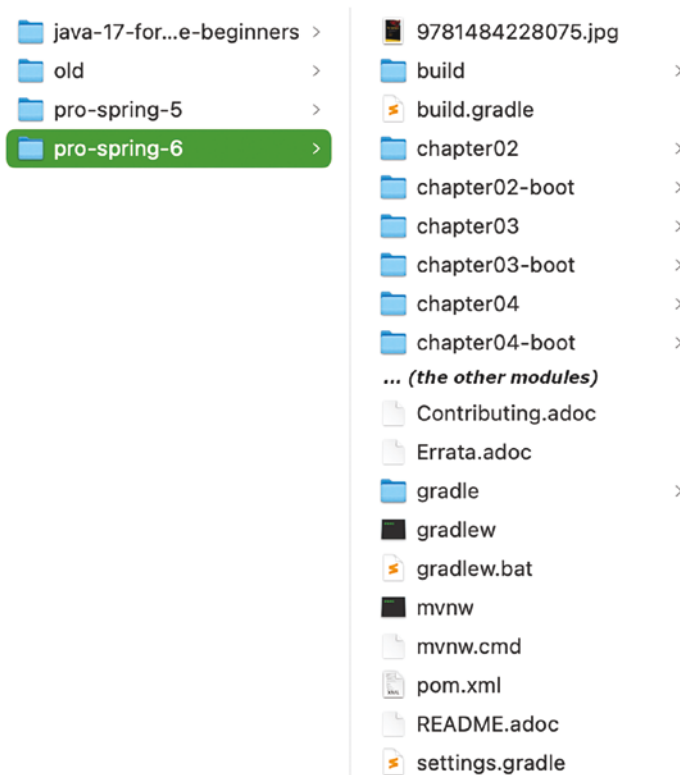 java-17-for...e-beginners
old
pro-spring-5
pro-spring-6
9781484228075.jpg
build
build.gradle
chapter02
chapter02-boot
chapter03
chapter03-boot
chapter04
chapter04-boot
... (the other modules)
Contributing.adoc
Errata.adoc
gradle
gradlew
gradlew.bat
mvnw
mvnw.cmd
pom.xml
README.adoc
settings.gradle